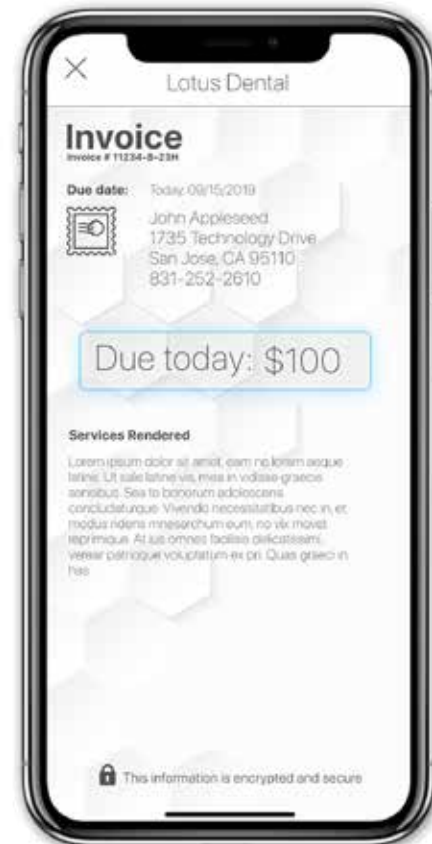 Lotus Dental
Invoice
Invoice # 11234-8-23H
Due date: Today, 09/15/2019
John Appleseed
1735 Technology Drive
San Jose, CA 95110
831-252-2610
Due today: $100
Services Rendered
Lorem ipsum dolor sit amet, eam no lorem aeque
latine. Ut sale latine vis, mea in vidisse graecis
sensibus. Sea te bonorum adolescens
concludaturque. Vivendo necessitatibus nec in, et
modus ridens mnesarchum eum, no vix movet
reprimique. At ius omnes facilisis delicatissimi,
verear patrioque voluptatum ex pri. Quas graeci in
has
This information is encrypted and secure